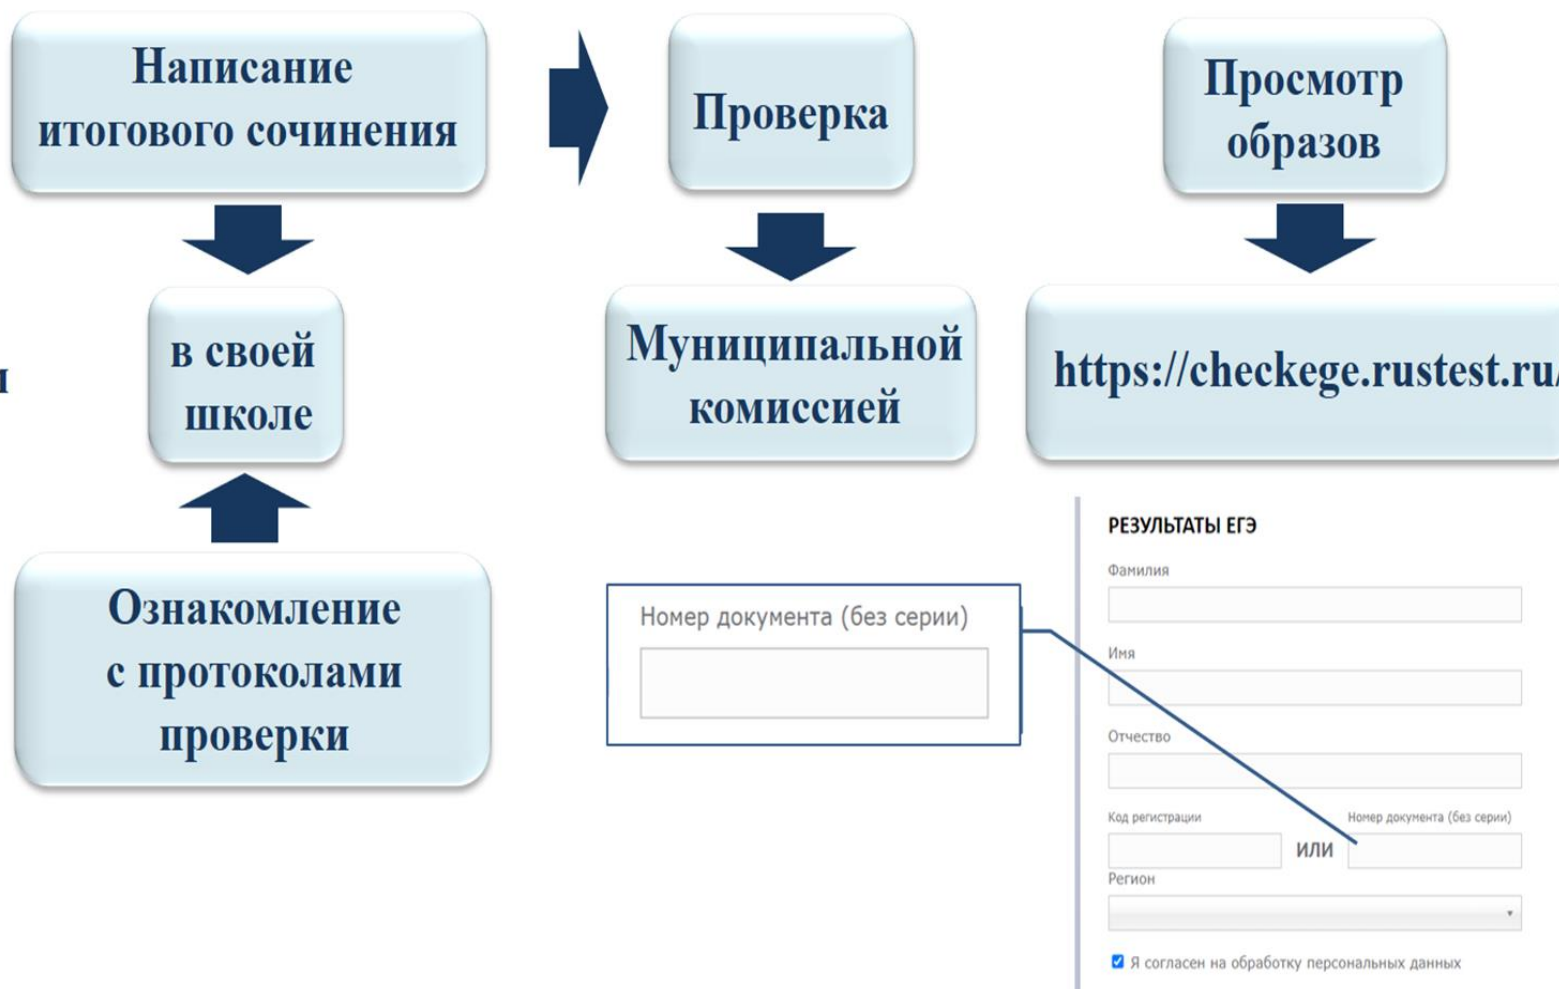 Написание
итогового сочинения
в своей
школе
Ознакомление
с протоколами
проверки
Проверка
Муниципальной
комиссией
Просмотр
образов
https://checkege.rustest.ru/
Номер документа (без серии)
РЕЗУЛЬТАТЫ ЕГЭ
Фамилия
Имя
Отчество
Код регистрации
Номер документа (без серии)
ИЛИ
Регион
Я согласен на обработку персональных данных